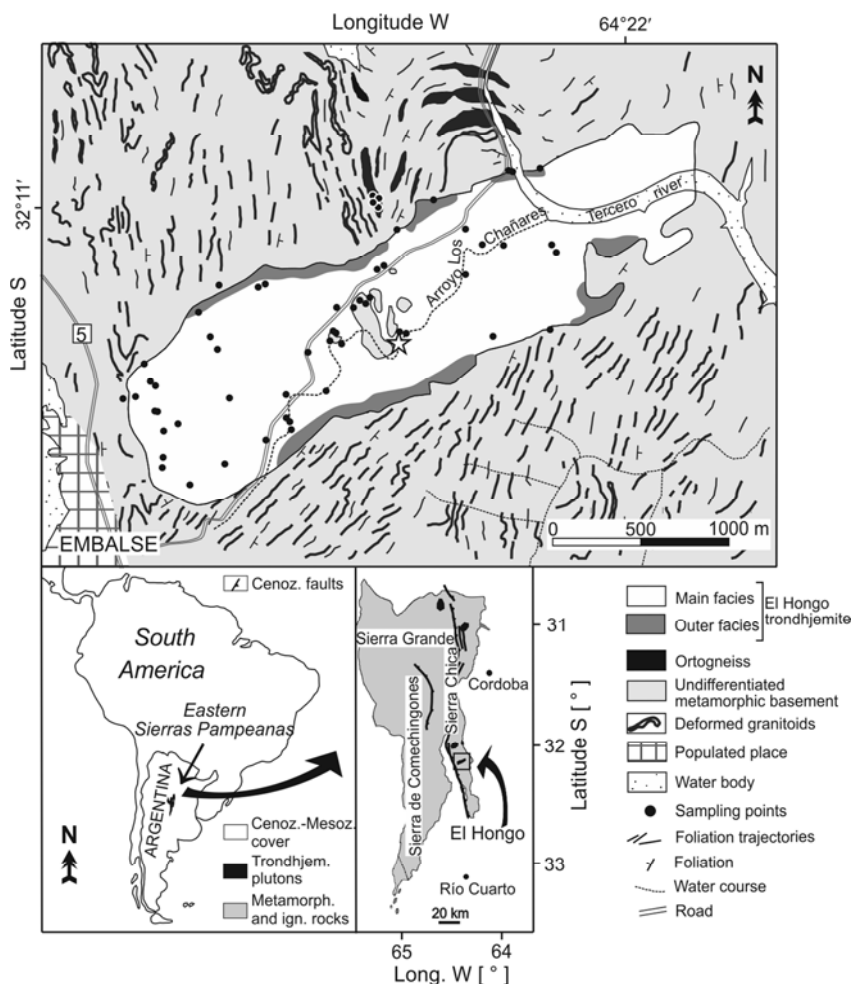 Longitude W
64°22′
N
32°11′
Latitude S
5
Arroyo Los Chañares
Tercero river
EMBALSE
0 500 1000 m
Cenoz. faults
South
America
Eastern
Sierras Pampeanas
ARGENTINA
N
Cenoz.-Mesoz.
cover
Trondhjem.
plutons
Metamorph.
and ign. rocks
Sierra Grande
Sierra Chica
Sierra de Comechingones
Cordoba
El Hongo
Río Cuarto
20 km
31
32
33
Latitude S [ ° ]
65 64
Long. W [ ° ]
Main facies
Outer facies
El Hongo
trondhjemite
Ortogneiss
Undifferentiated
metamorphic basement
Deformed granitoids
Populated place
Water body
Sampling points
Foliation trajectories
Foliation
Water course
Road